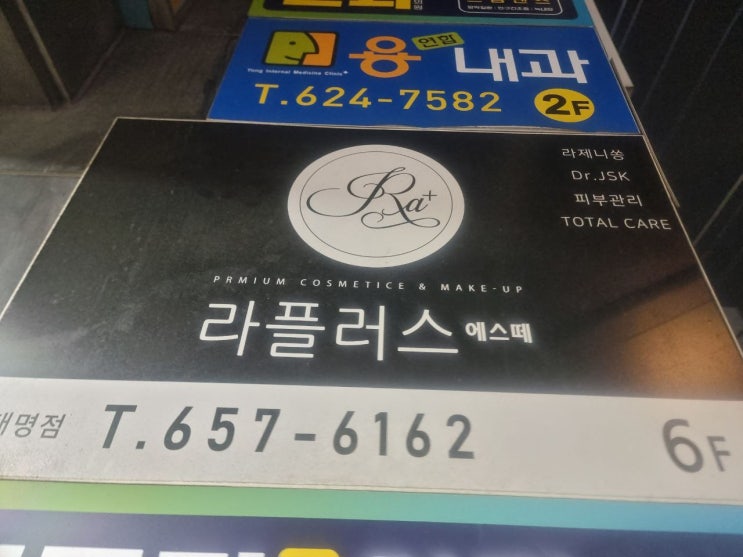 용 연합 내과
Yong Internal Medicine Clinic+
T.624-7582
2F
라제니쏭
Dr.JSK
피부관리
TOTAL CARE
Ra+
PRMIUM COSMETICE & MAKE-UP
라플러스 에스떼
대명점 T.657-6162 6F